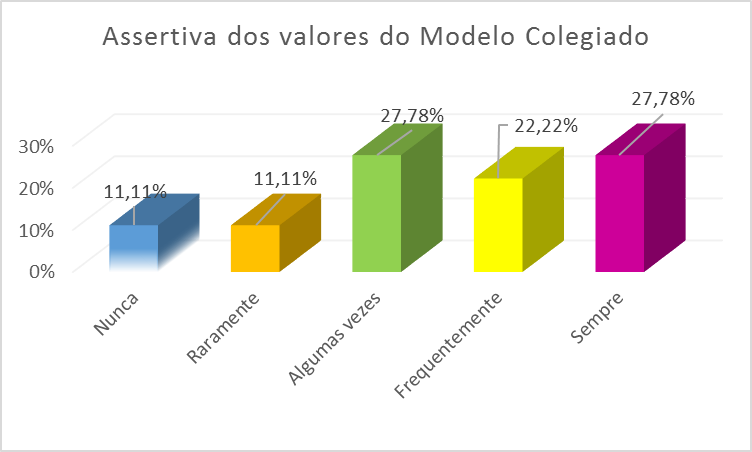 Assertiva dos valores do Modelo Colegiado
27,78%
27,78%
22,22%
11,11%
11,11%
30%
20%
10%
0%
Nunca
Raramente
Algumas vezes
Frequentemente
Sempre